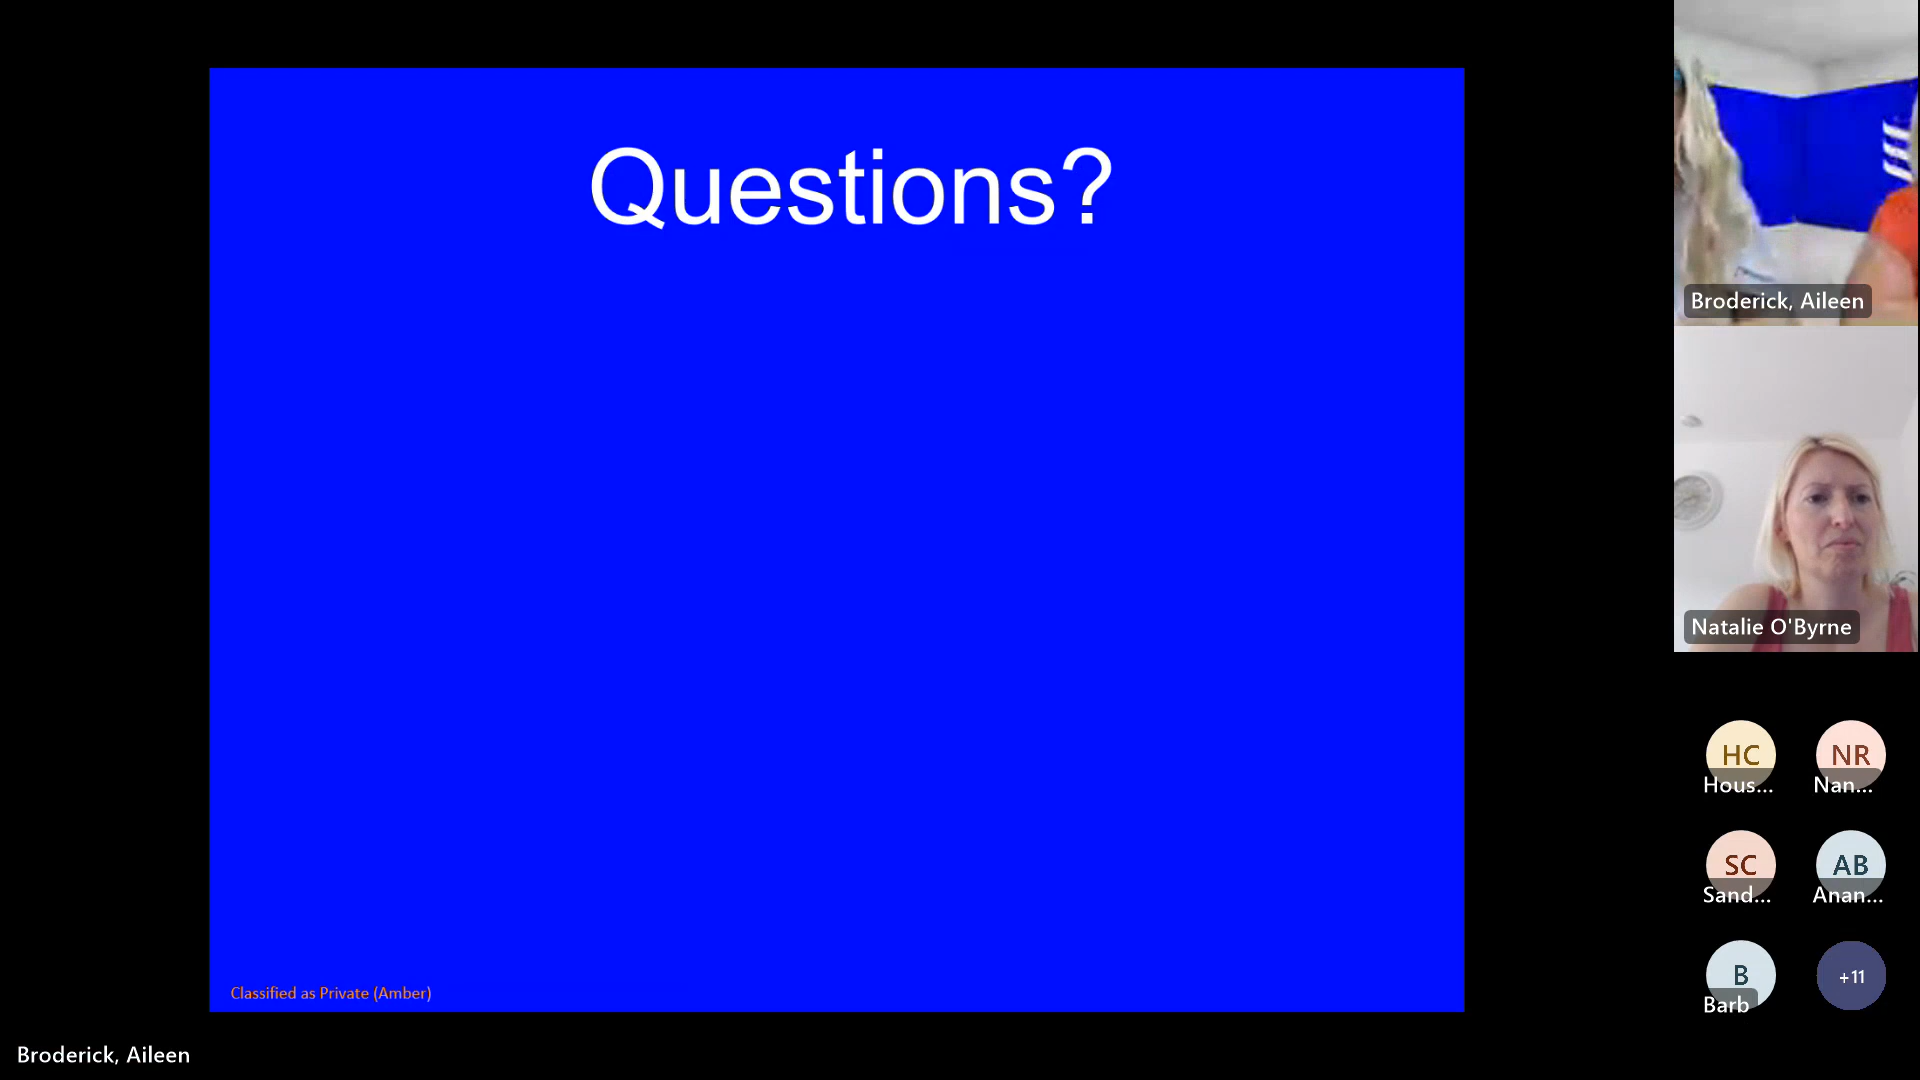 Questions?
Classified as Private (Amber)
Broderick, Aileen
Broderick, Aileen
Natalie O'Byrne
HC
Hous...
NR
Nan...
SC
Sand...
AB
Anan...
B
Barb
+11